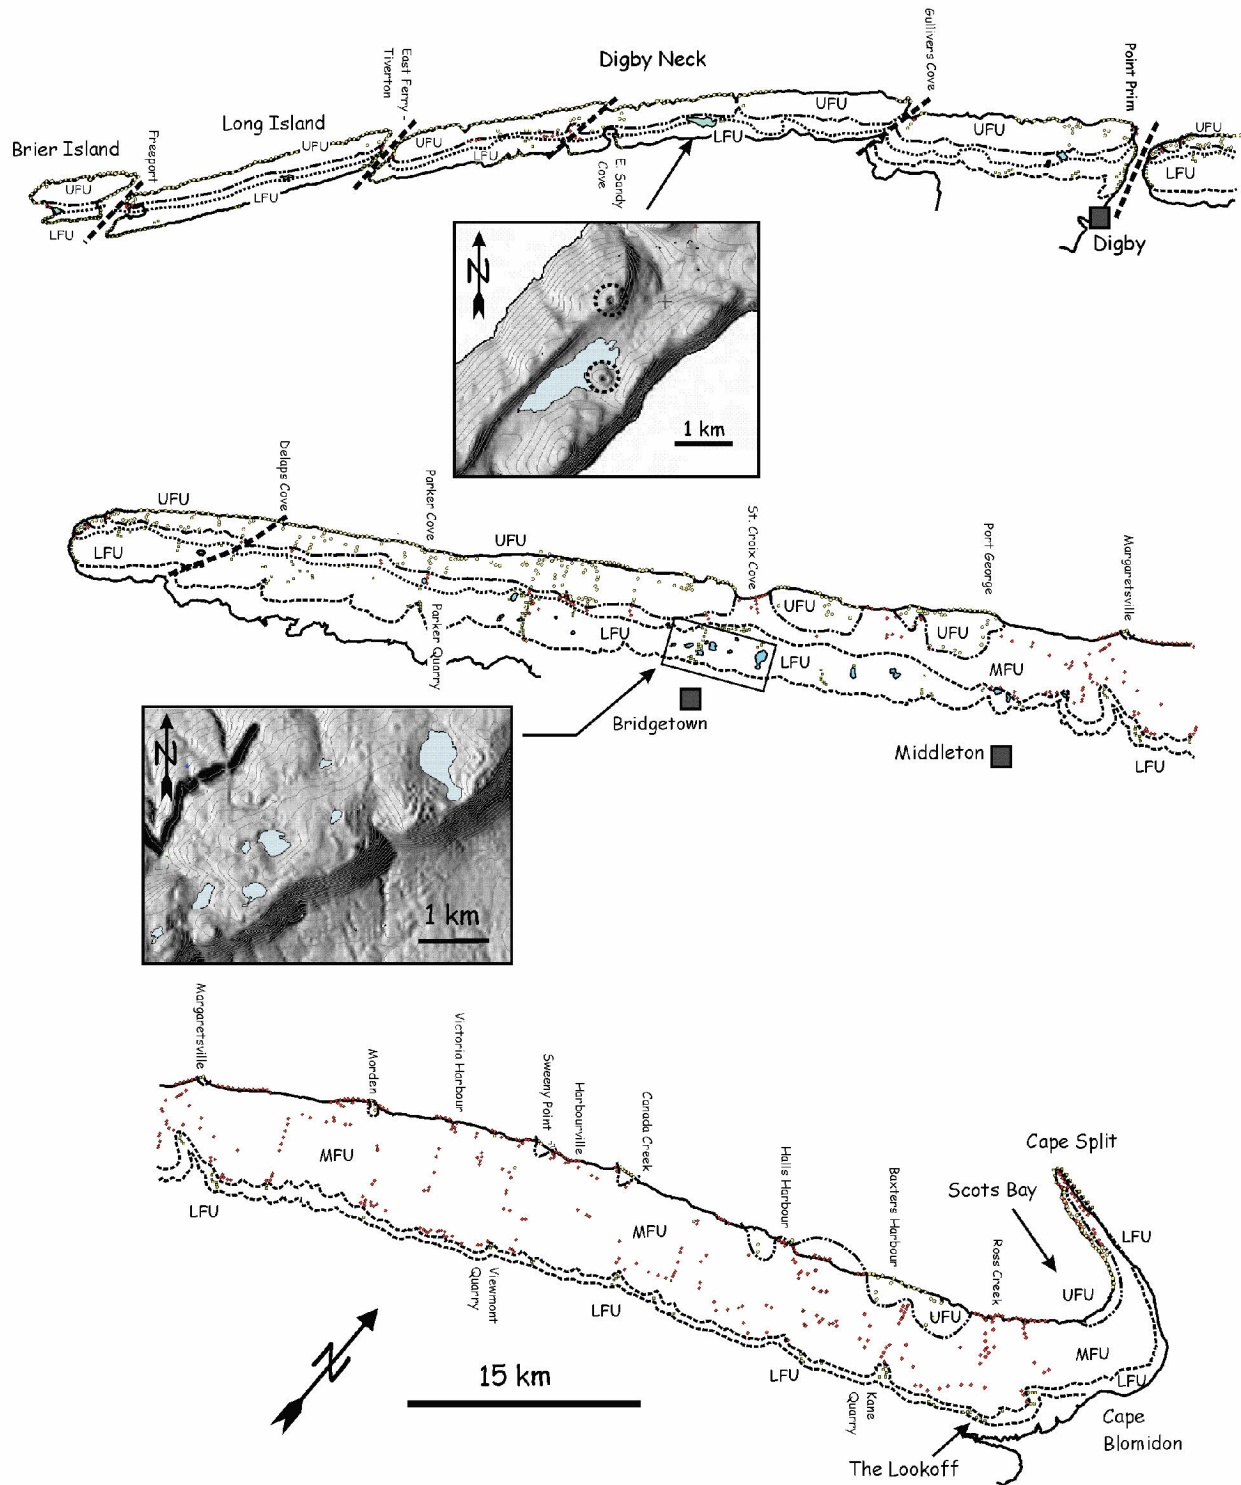 Gullivers Cove
Point Prim
East Ferry -
Tiverton
Digby Neck
UFU
UFU
UFU
Long Island
UFU
UFU
LFU
LFU
LFU
Brier Island
Freeport
UFU
LFU
LFU
E. Sandy
Cove
Digby
N
1 km
Delaps Cove
Parker Cove
UFU
UFU
St. Croix Cove
Port George
Margaretsville
LFU
UFU
UFU
LFU
LFU
MFU
Parker Quarry
Bridgetown
Middleton
LFU
N
1 km
Margaretsville
Morden
Victoria Harbour
Sweeny Point
Harbourville
Canada Creek
Halls Harbour
Baxters Harbour
Ross Creek
Cape Split
Scots Bay
MFU
LFU
MFU
LFU
UFU
UFU
MFU
LFU
Viewmont
Quarry
LFU
LFU
Kane
Quarry
N
15 km
Cape
Blomidon
The Lookoff